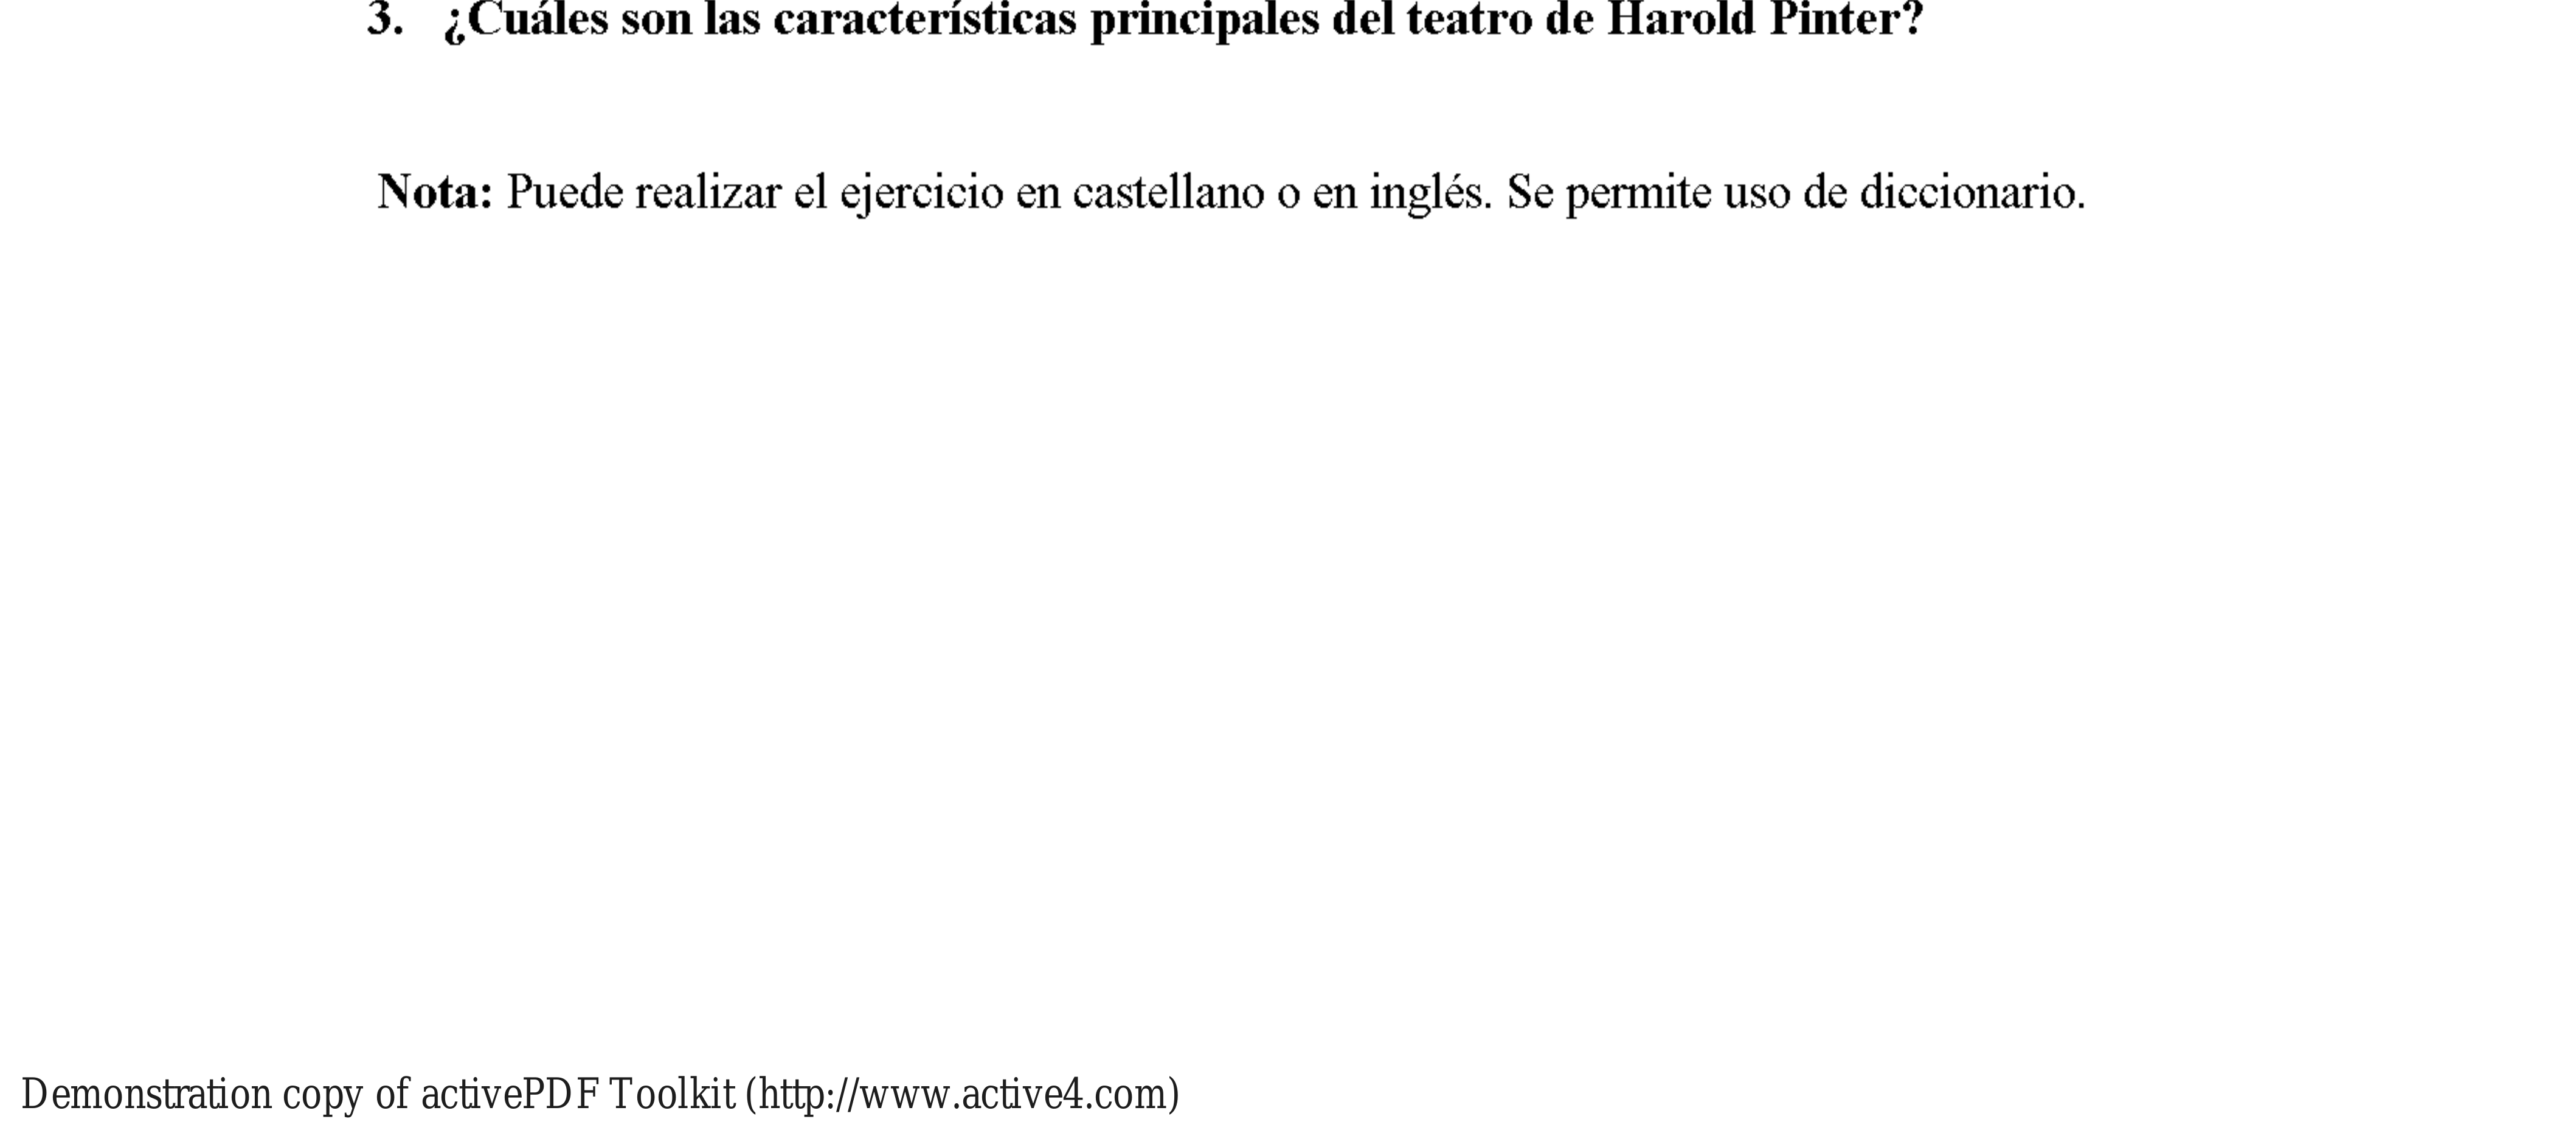 3. ¿Cuáles son las características principales del teatro de Harold Pinter?
Nota: Puede realizar el ejercicio en castellano o en inglés. Se permite uso de diccionario.
Demonstration copy of activePDF Toolkit (http://www.active4.com)